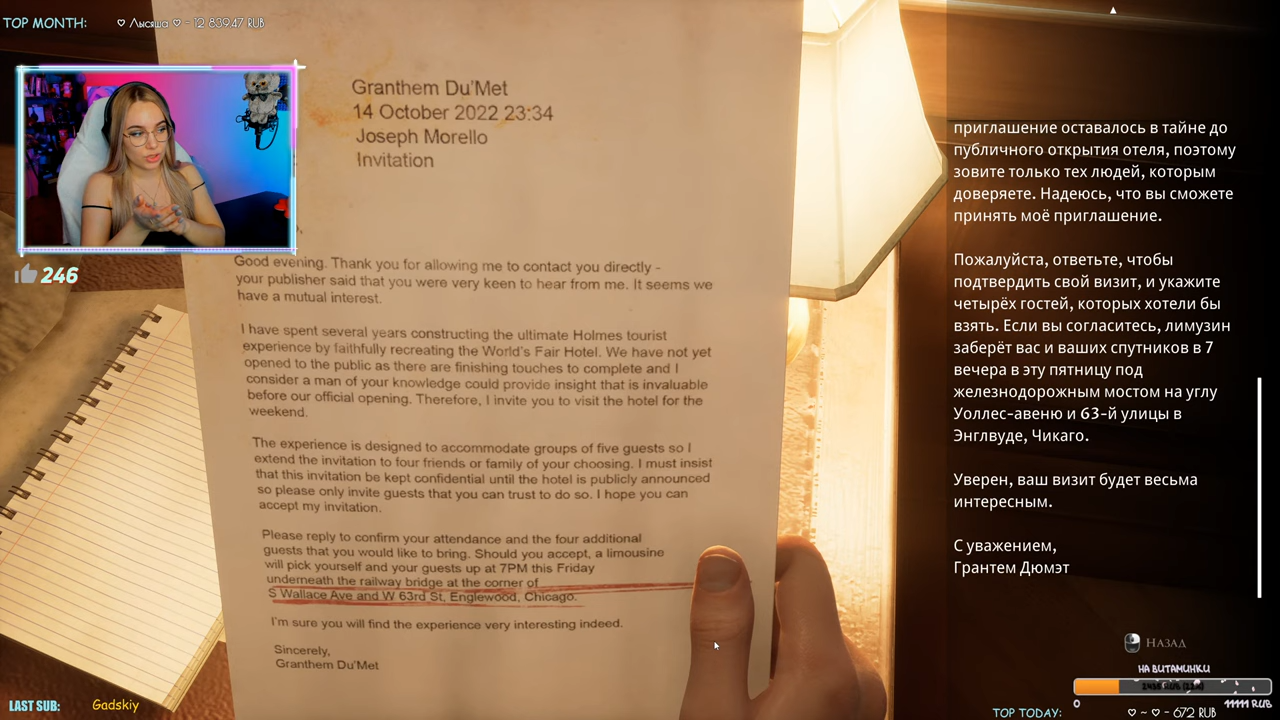 TOP MONTH: ♡ Лысяша ♡ - 12 839.47 RUB
246
Granthem Du'Met
14 October 2022 23:34
Joseph Morello
Invitation
Good evening. Thank you for allowing me to contact you directly -
your publisher said that you were very keen to hear from me. It seems we
have a mutual interest.
I have spent several years constructing the ultimate Holmes tourist
experience by faithfully recreating the World's Fair Hotel. We have not yet
opened to the public as there are finishing touches to complete and I
consider a man of your knowledge could provide insight that is invaluable
before our official opening. Therefore, I invite you to visit the hotel for the
weekend.
The experience is designed to accommodate groups of five guests so I
extend the invitation to four friends or family of your choosing. I must insist
that this invitation be kept confidential until the hotel is publicly announced
so please only invite guests that you can trust to do so. I hope you can
accept my invitation.
Please reply to confirm your attendance and the four additional
guests that you would like to bring. Should you accept, a limousine
will pick yourself and your guests up at 7PM this Friday
underneath the railway bridge at the corner of
S Wallace Ave and W 63rd St, Englewood, Chicago.
I'm sure you will find the experience very interesting indeed.
Sincerely,
Granthem Du'Met
приглашение оставалось в тайне до
публичного открытия отеля, поэтому
зовите только тех людей, которым
доверяете. Надеюсь, что вы сможете
принять моё приглашение.
Пожалуйста, ответьте, чтобы
подтвердить свой визит, и укажите
четырёх гостей, которых хотели бы
взять. Если вы согласитесь, лимузин
заберёт вас и ваших спутников в 7
вечера в эту пятницу под
железнодорожным мостом на углу
Уоллес-авеню и 63-й улицы в
Энглвуде, Чикаго.
Уверен, ваш визит будет весьма
интересным.
С уважением,
Грантем Дюмэт
НАЗАД
НА ВИТАМИНКИ
0 11111 RUB
LAST SUB: Gadskiy
TOP TODAY: ♡ ~ ♡ - 672 RUB